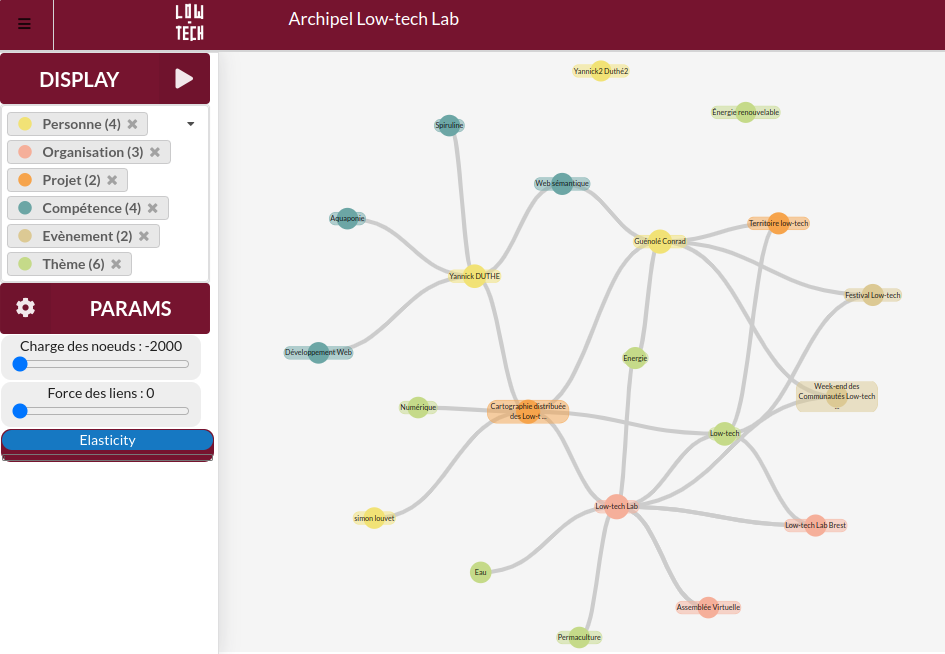 LOW
TECH
Archipel Low-tech Lab
DISPLAY
Personne (4)
Organisation (3)
Projet (2)
Compétence (4)
Evènement (2)
Thème (6)
PARAMS
Charge des noeuds : -2000
Force des liens : 0
Elasticity
Yannick2 Duthé2
Énergie renouvelable
Spiruline
Web sémantique
Aquaponie
Territoire low-tech
Guénolé Conrad
Yannick DUTHE
Festival Low-tech
Développement Web
Energie
Week-end des
Communautés Low-tech
...
Numérique
Cartographie distribuée
des Low-t ...
Low-tech
Low-tech Lab
simon louvet
Low-tech Lab Brest
Eau
Assemblée Virtuelle
Permaculture